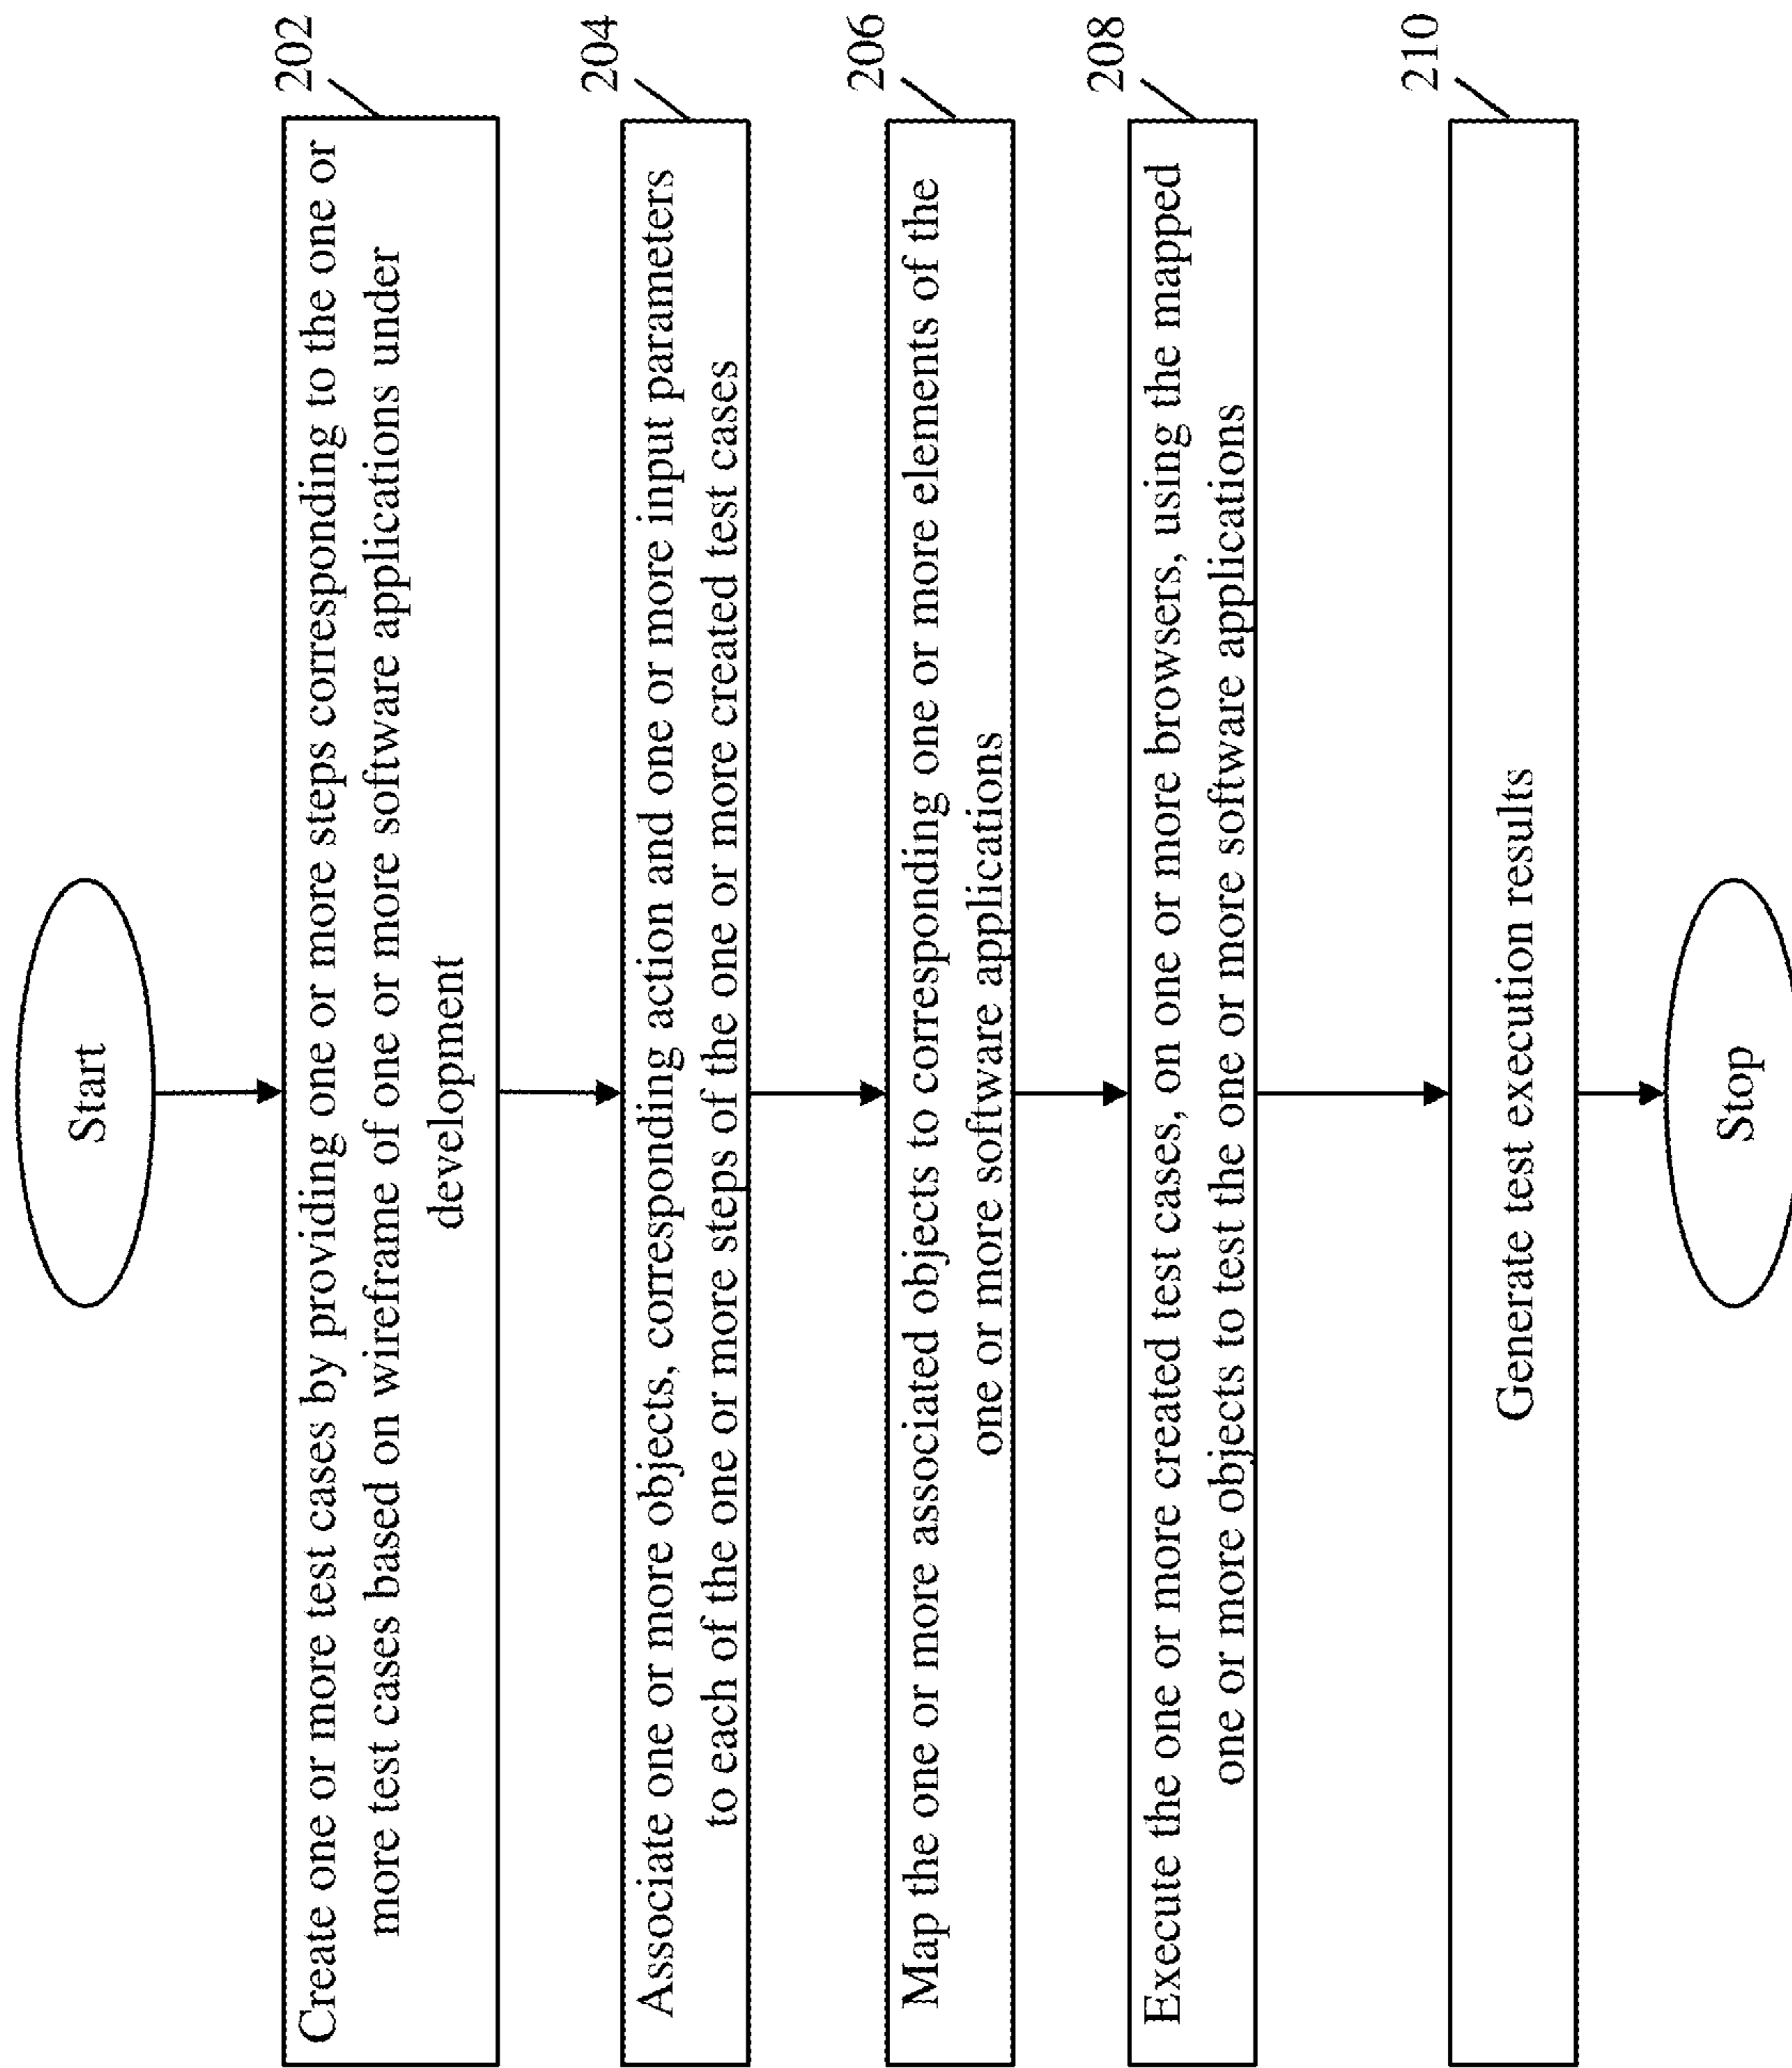 Start
202
Create one or more test cases by providing one or more steps corresponding to the one or
more test cases based on wireframe of one or more software applications under
development
204
Associate one or more objects, corresponding action and one or more input parameters
to each of the one or more steps of the one or more created test cases
206
Map the one or more associated objects to corresponding one or more elements of the
one or more software applications
208
Execute the one or more created test cases, on one or more browsers, using the mapped
one or more objects to test the one or more software applications
210
Generate test execution results
Stop